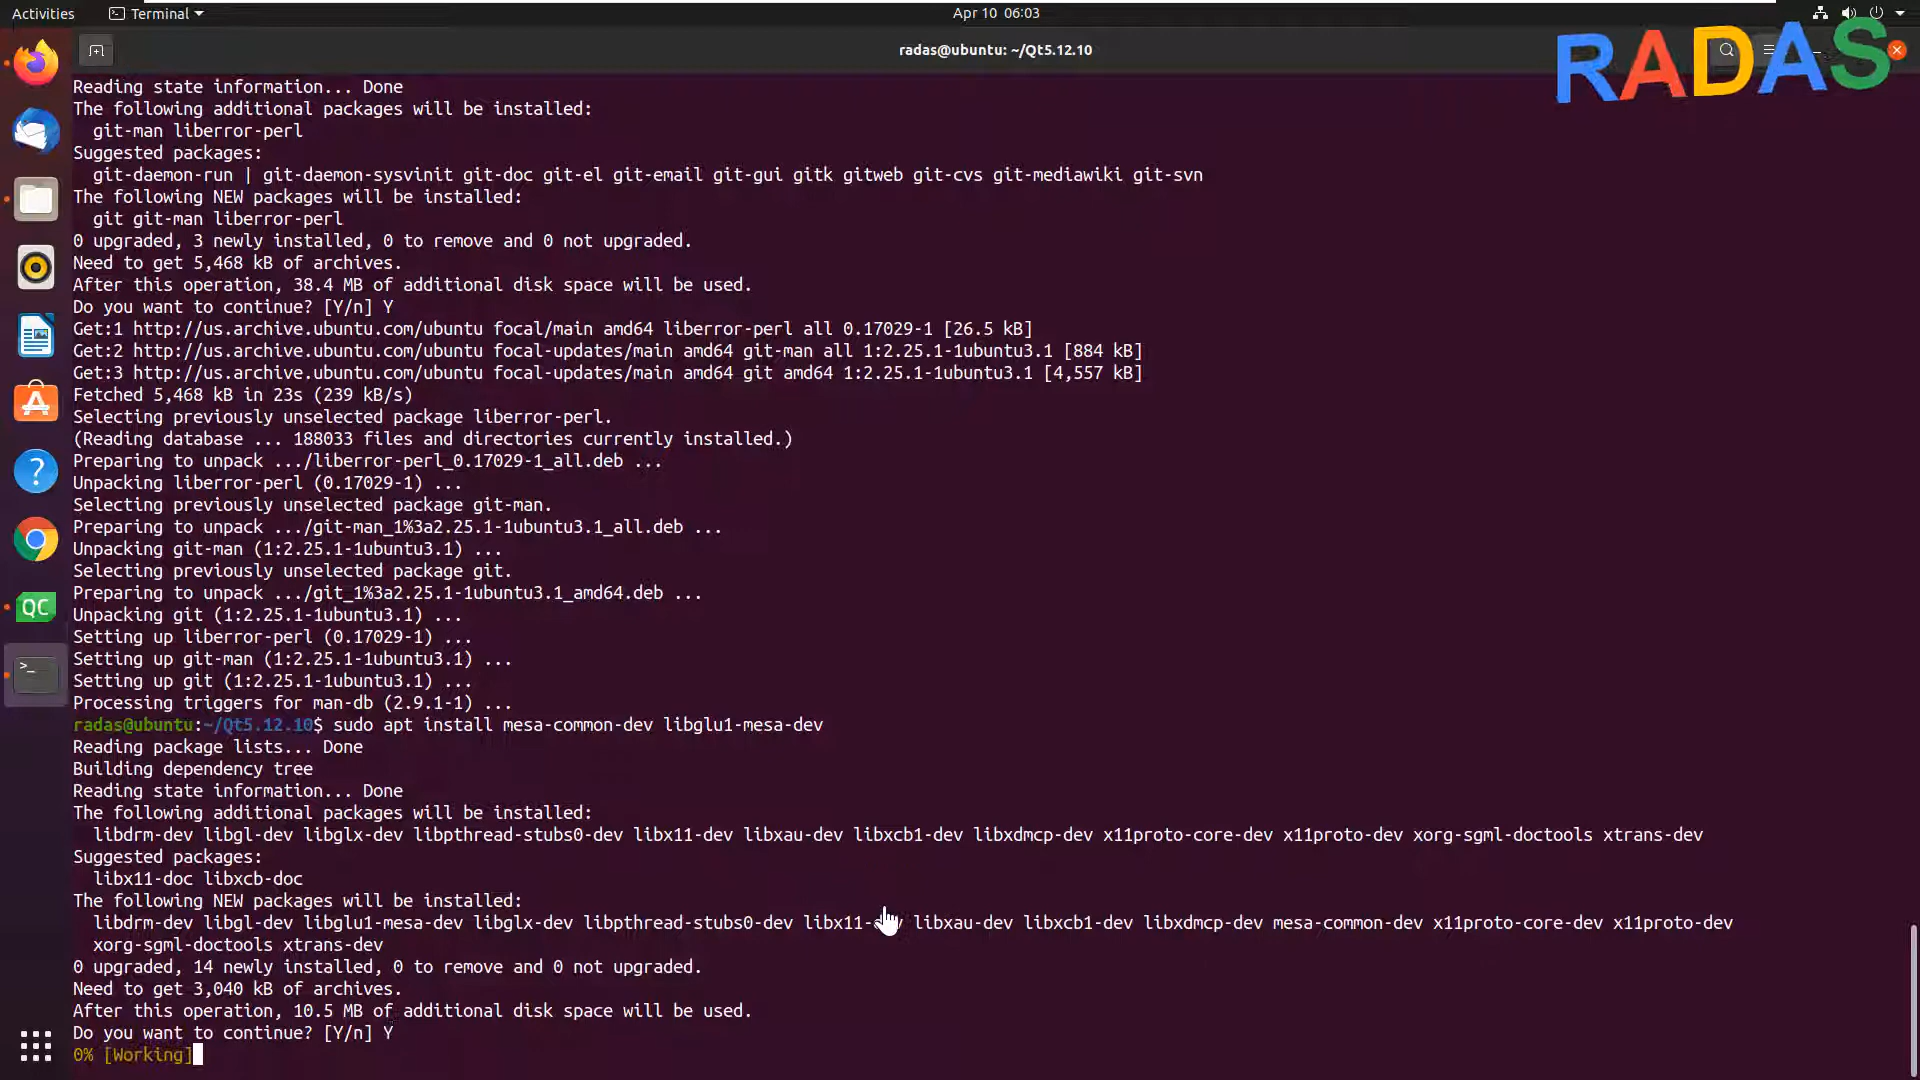 Activities Terminal Apr 10 06:03
radas@ubuntu: ~/Qt5.12.10
RADAS
Reading state information... Done
The following additional packages will be installed:
git-man liberror-perl
Suggested packages:
git-daemon-run | git-daemon-sysvinit git-doc git-el git-email git-gui gitk gitweb git-cvs git-mediawiki git-svn
The following NEW packages will be installed:
git git-man liberror-perl
0 upgraded, 3 newly installed, 0 to remove and 0 not upgraded.
Need to get 5,468 kB of archives.
After this operation, 38.4 MB of additional disk space will be used.
Do you want to continue? [Y/n] Y
Get:1 http://us.archive.ubuntu.com/ubuntu focal/main amd64 liberror-perl all 0.17029-1 [26.5 kB]
Get:2 http://us.archive.ubuntu.com/ubuntu focal-updates/main amd64 git-man all 1:2.25.1-1ubuntu3.1 [884 kB]
Get:3 http://us.archive.ubuntu.com/ubuntu focal-updates/main amd64 git amd64 1:2.25.1-1ubuntu3.1 [4,557 kB]
Fetched 5,468 kB in 23s (239 kB/s)
Selecting previously unselected package liberror-perl.
(Reading database ... 188033 files and directories currently installed.)
Preparing to unpack .../liberror-perl_0.17029-1_all.deb ...
Unpacking liberror-perl (0.17029-1) ...
Selecting previously unselected package git-man.
Preparing to unpack .../git-man_1%3a2.25.1-1ubuntu3.1_all.deb ...
Unpacking git-man (1:2.25.1-1ubuntu3.1) ...
Selecting previously unselected package git.
Preparing to unpack .../git_1%3a2.25.1-1ubuntu3.1_amd64.deb ...
Unpacking git (1:2.25.1-1ubuntu3.1) ...
Setting up liberror-perl (0.17029-1) ...
Setting up git-man (1:2.25.1-1ubuntu3.1) ...
Setting up git (1:2.25.1-1ubuntu3.1) ...
Processing triggers for man-db (2.9.1-1) ...
radas@ubuntu:~/Qt5.12.10$ sudo apt install mesa-common-dev libglu1-mesa-dev
Reading package lists... Done
Building dependency tree
Reading state information... Done
The following additional packages will be installed:
libdrm-dev libgl-dev libglx-dev libpthread-stubs0-dev libx11-dev libxau-dev libxcb1-dev libxdmcp-dev x11proto-core-dev x11proto-dev xorg-sgml-doctools xtrans-dev
Suggested packages:
libx11-doc libxcb-doc
The following NEW packages will be installed:
libdrm-dev libgl-dev libglu1-mesa-dev libglx-dev libpthread-stubs0-dev libx11-dev libxau-dev libxcb1-dev libxdmcp-dev mesa-common-dev x11proto-core-dev x11proto-dev
xorg-sgml-doctools xtrans-dev
0 upgraded, 14 newly installed, 0 to remove and 0 not upgraded.
Need to get 3,040 kB of archives.
After this operation, 10.5 MB of additional disk space will be used.
Do you want to continue? [Y/n] Y
0% [Working]
QC